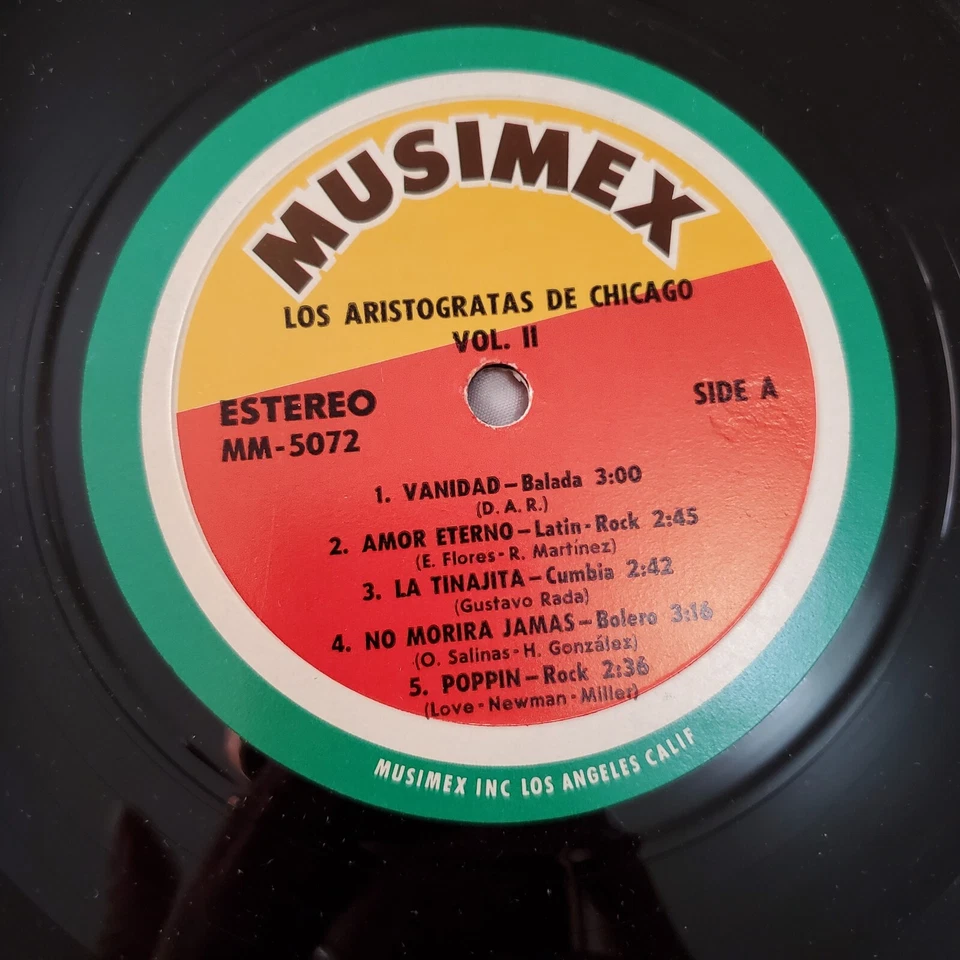 MUSIMEX
LOS ARISTOGRATAS DE CHICAGO
VOL. II
ESTEREO
SIDE A
MM-5072
1. VANIDAD-Balada 3:00
(D. A. R.)
2. AMOR ETERNO-Latin-Rock 2:45
(E. Flores-R. Martínez)
3. LA TINAJITA-Cumbia 2:42
(Gustavo Rada)
4. NO MORIRA JAMAS-Bolero 3:16
(O. Salinas-H. González)
5. POPPIN-Rock 2:36
(Love-Newman-Miller)
MUSIMEX INC LOS ANGELES CALIF